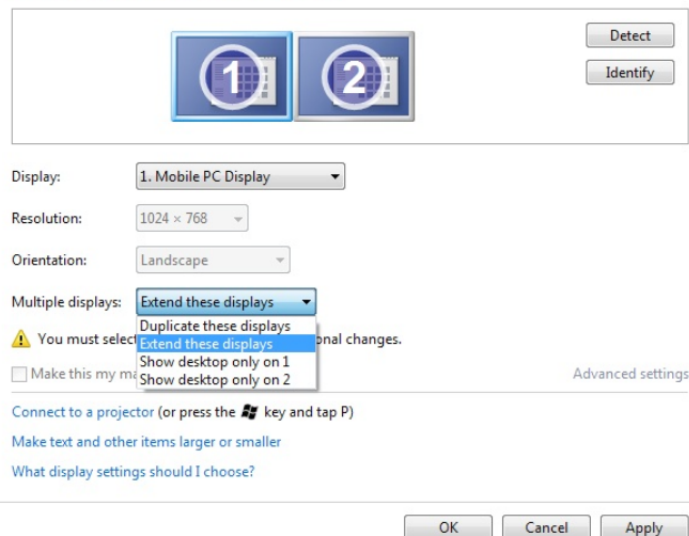 1 2
Detect
Identify
Display: 1. Mobile PC Display
Resolution: 1024 × 768
Orientation: Landscape
Multiple displays: Extend these displays
Duplicate these displays
Extend these displays
Show desktop only on 1
Show desktop only on 2
You must select onal changes.
Make this my ma
Advanced settings
Connect to a projector (or press the key and tap P)
Make text and other items larger or smaller
What display settings should I choose?
OK Cancel Apply